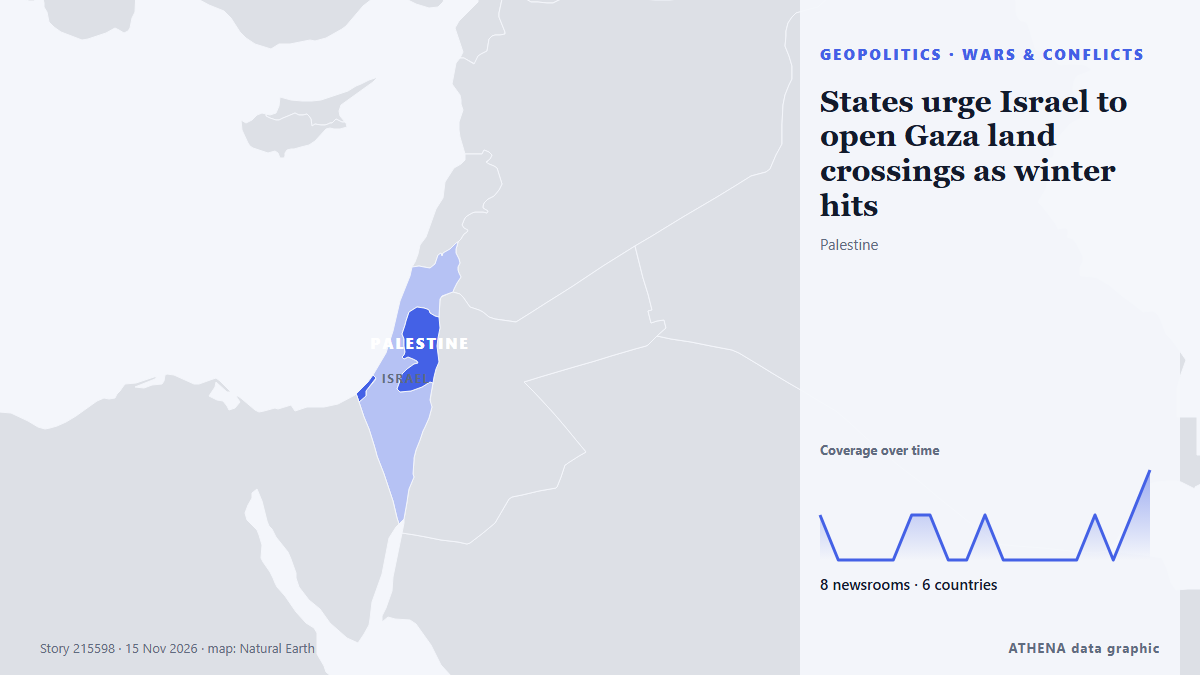 GEOPOLITICS · WARS & CONFLICTS
States urge Israel to
open Gaza land
crossings as winter
hits
Palestine
PALESTINE
ISRAEL
Coverage over time
8 newsrooms · 6 countries
Story 215598 · 15 Nov 2026 · map: Natural Earth
ATHENA data graphic